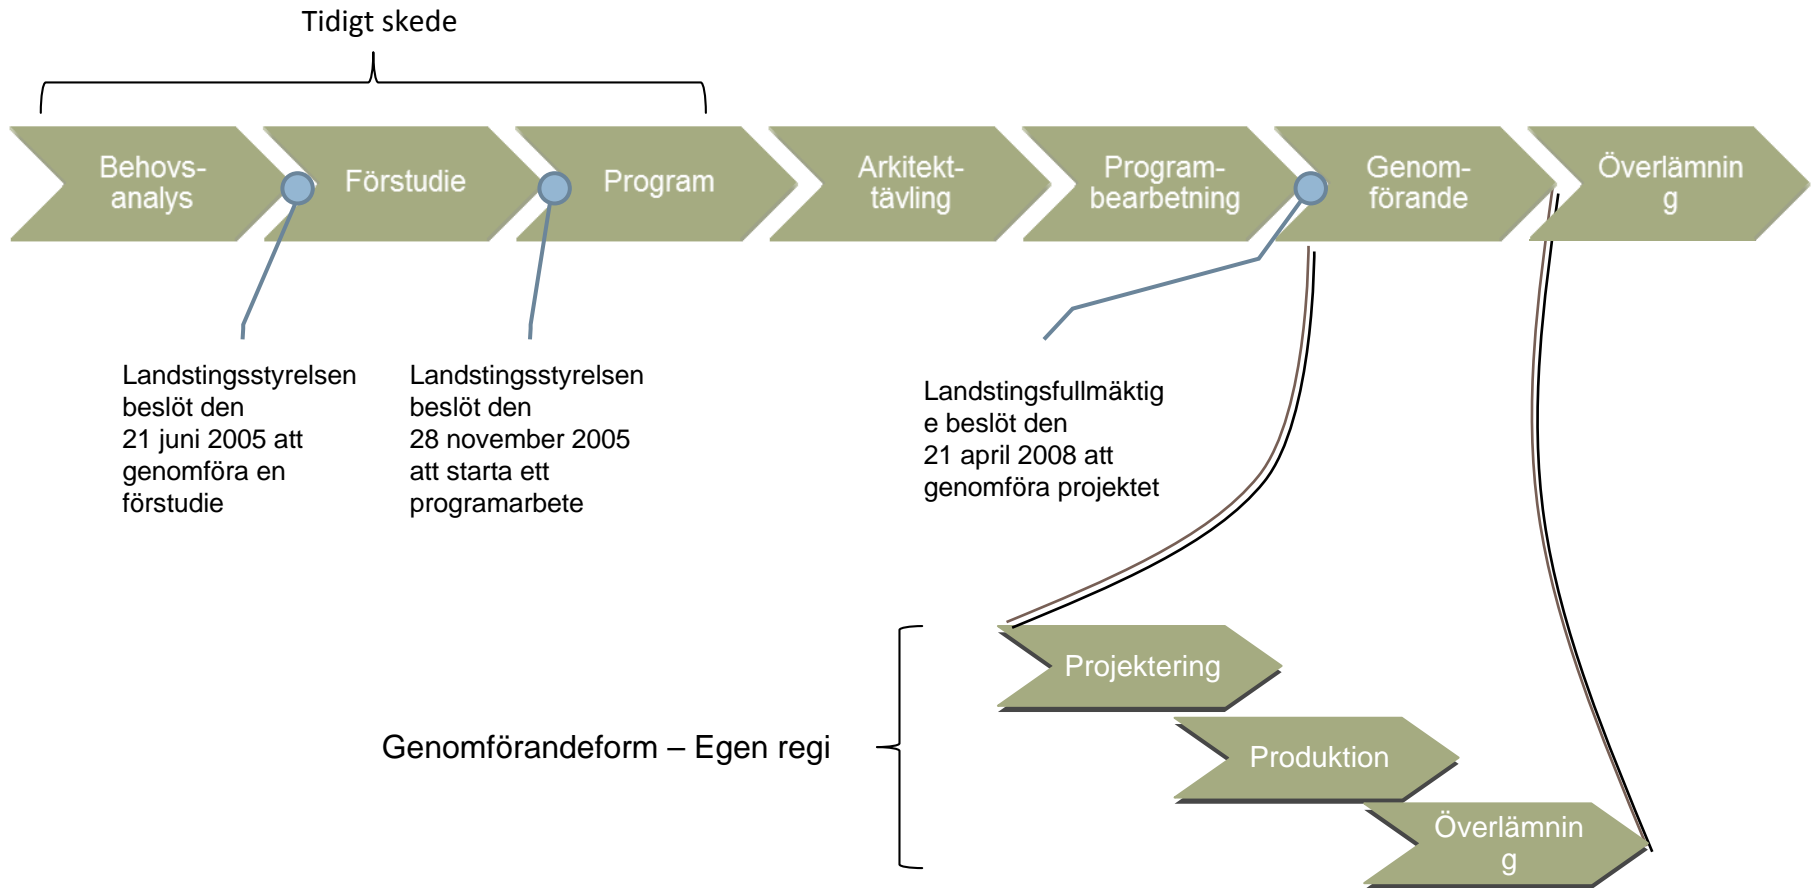 Tidigt skede
Behovs-
analys
Förstudie
Program
Arkitekt-
tävling
Program-
bearbetning
Genom-
förande
Överlämnin
g
Landstingsstyrelsen
beslöt den
21 juni 2005 att
genomföra en
förstudie
Landstingsstyrelsen
beslöt den
28 november 2005
att starta ett
programarbete
Landstingsfullmäktig
e beslöt den
21 april 2008 att
genomföra projektet
Projektering
Genomförandeform – Egen regi
Produktion
Överlämnin
g